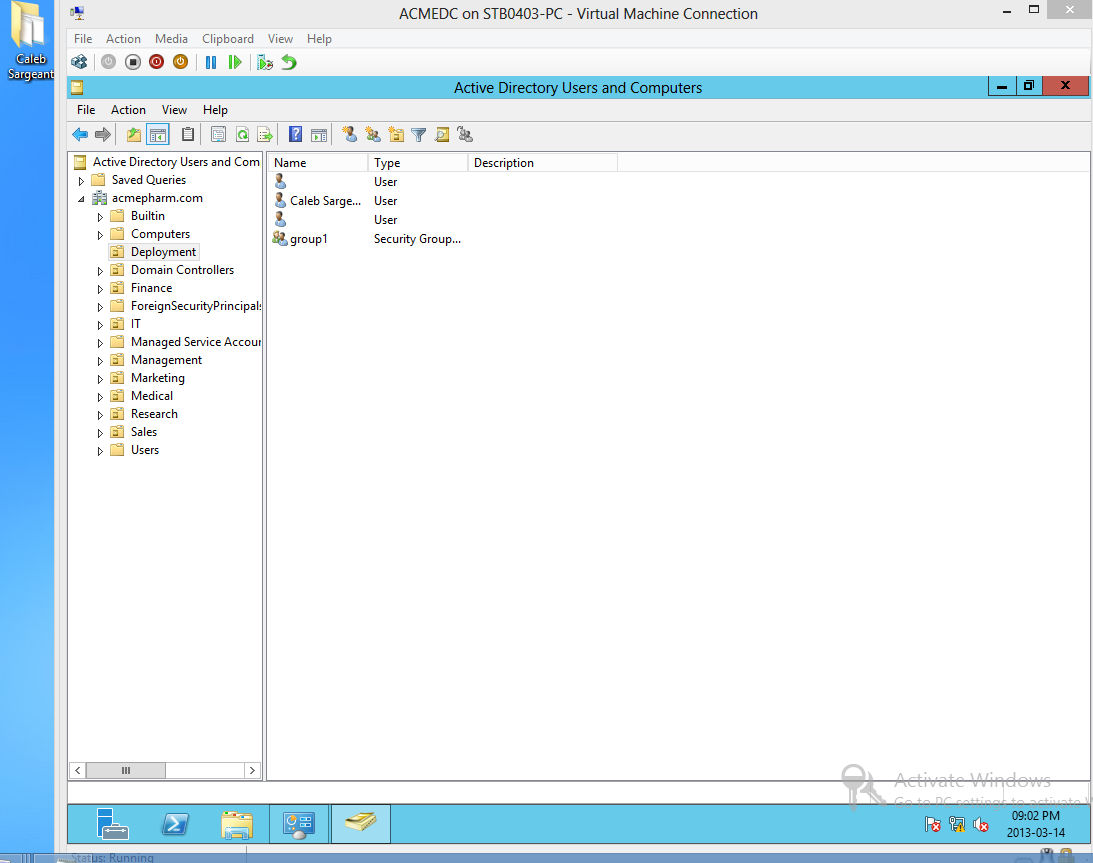 Caleb
Sargeant
ACMEDC on STB0403-PC - Virtual Machine Connection
File Action Media Clipboard View Help
Active Directory Users and Computers
File Action View Help
Active Directory Users and Com
Saved Queries
acmepharm.com
Builtin
Computers
Deployment
Domain Controllers
Finance
ForeignSecurityPrincipals
IT
Managed Service Accoun
Management
Marketing
Medical
Research
Sales
Users
Name Type Description
User
Caleb Sarge... User
User
group1 Security Group...
Activate Windows
Go to PC settings to activate W
09:02 PM
2013-03-14
Status: Running